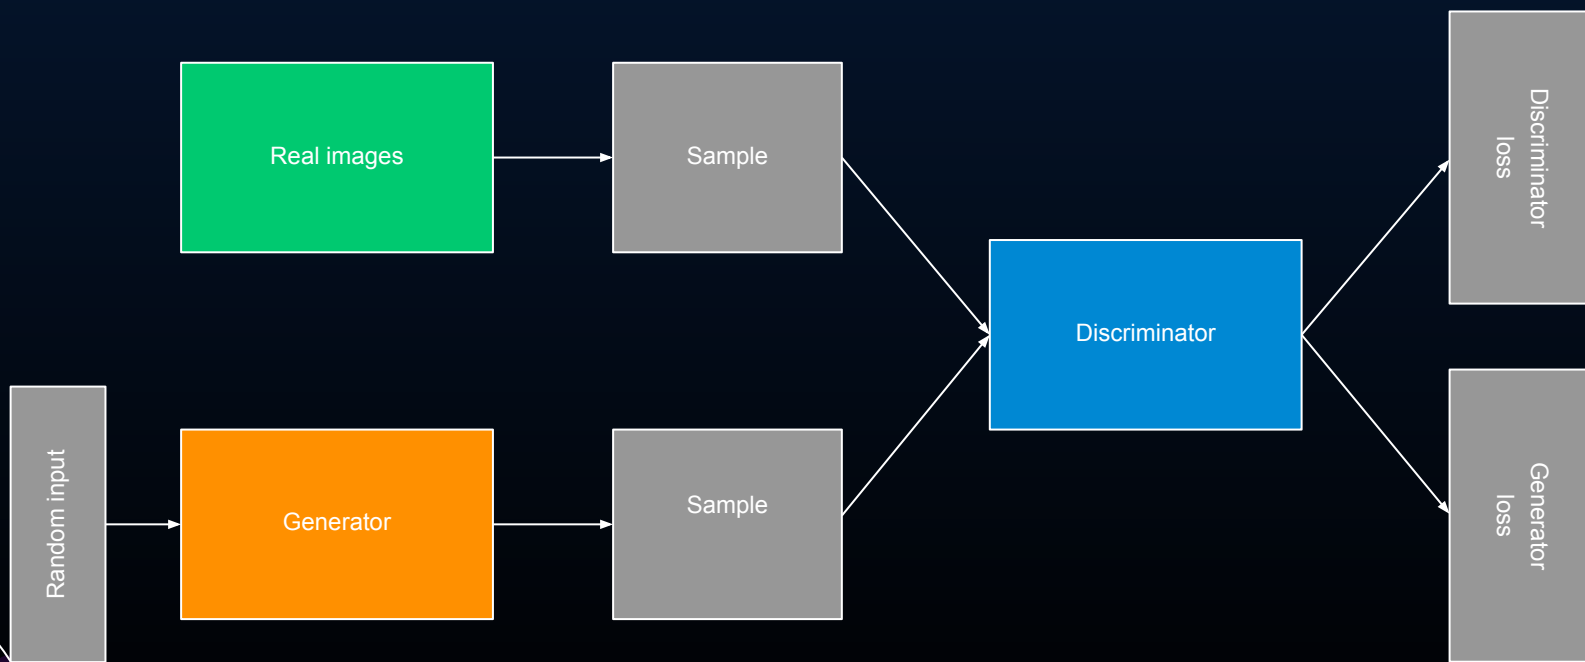 Real images
Sample
Discriminator
loss
Discriminator
Random input
Generator
Sample
Generator
loss